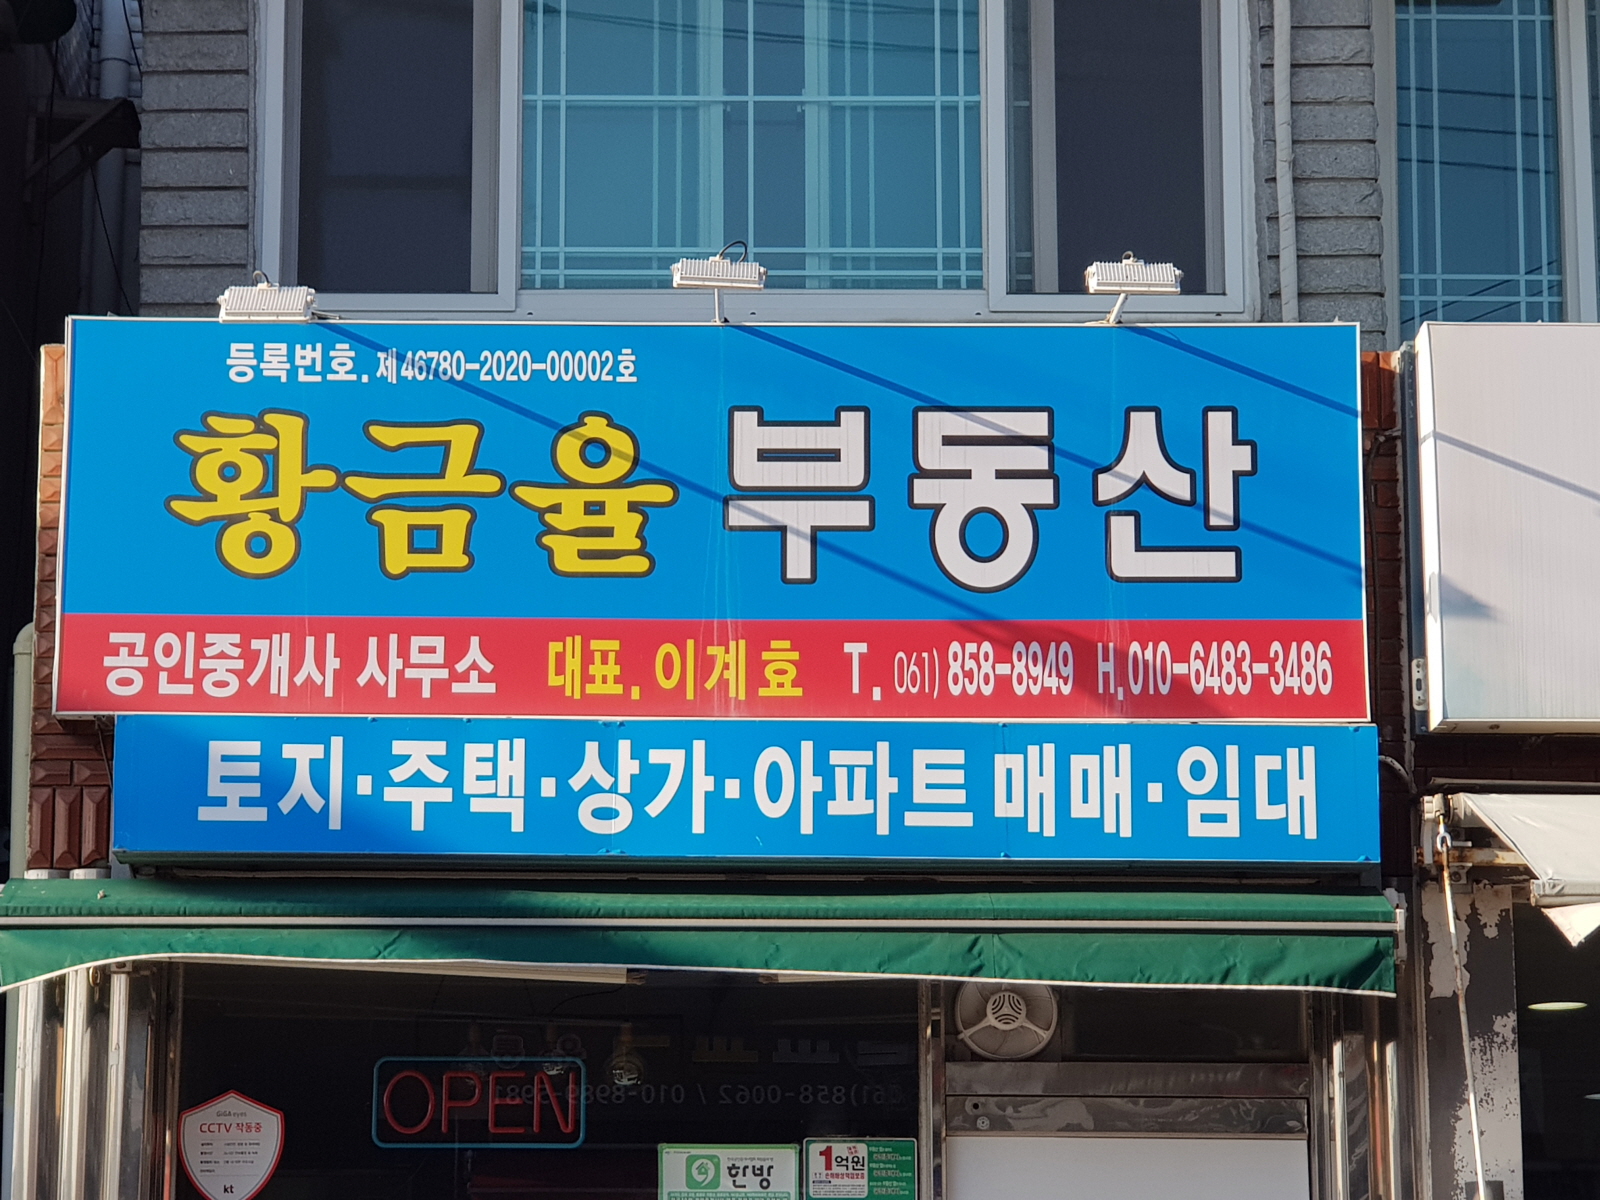 등록번호. 제46780-2020-00002호
황금율 부동산
공인중개사 사무소 대표. 이계효 T. 061) 858-8949 H. 010-6483-3486
토지·주택·상가·아파트 매매·임대
OPEN
GiGA eyes
CCTV 작동중
kt
한방
1억원